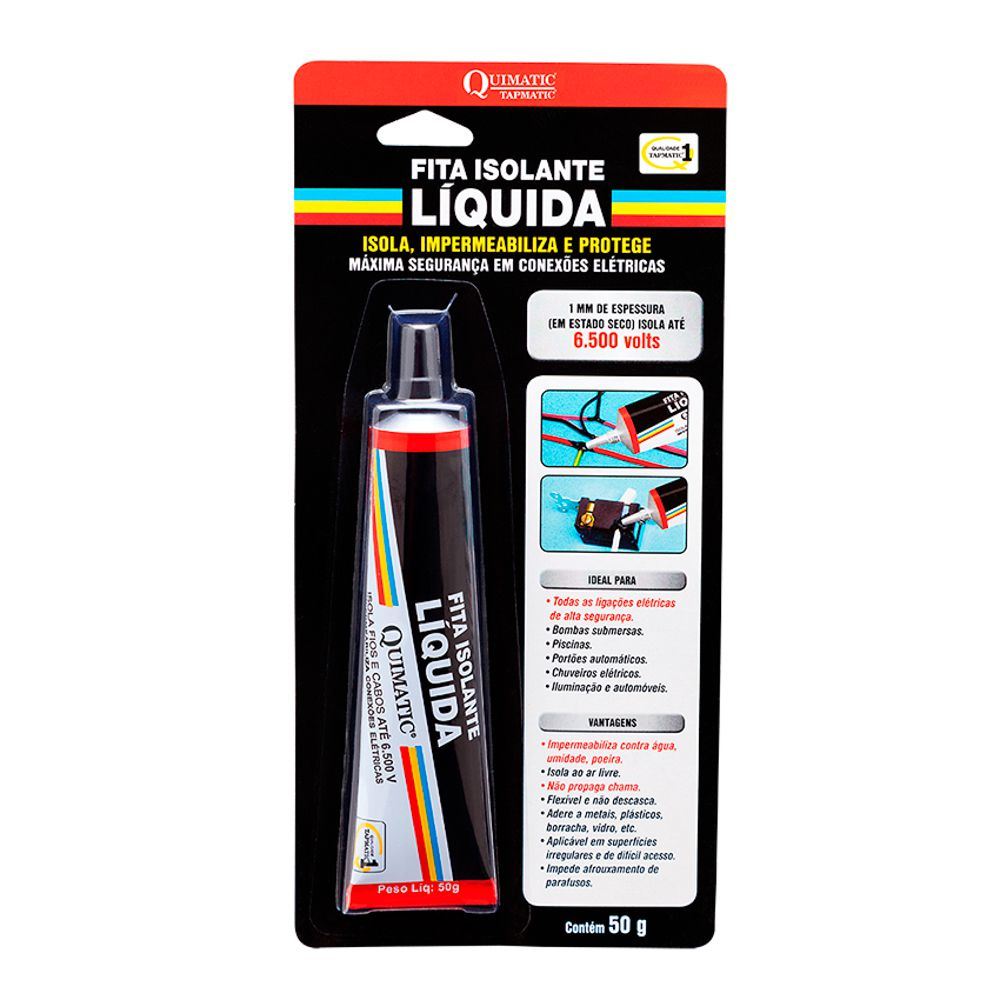 QUIMATIC
TAPMATIC
QUALIDADE
TAPMATIC 1
FITA ISOLANTE
LÍQUIDA
ISOLA, IMPERMEABILIZA E PROTEGE
MÁXIMA SEGURANÇA EM CONEXÕES ELÉTRICAS
1 MM DE ESPESSURA
(EM ESTADO SECO) ISOLA ATÉ
6.500 volts
IDEAL PARA
• Todas as ligações elétricas
de alta segurança.
• Bombas submersas.
• Piscinas.
• Portões automáticos.
• Chuveiros elétricos.
• Iluminação e automóveis.
VANTAGENS
• Impermeabiliza contra água,
umidade, poeira.
• Isola ao ar livre.
• Não propaga chama.
• Flexível e não descasca.
• Adere a metais, plásticos,
borracha, vidro, etc.
• Aplicável em superfícies
irregulares e de difícil acesso.
• Impede afrouxamento de
parafusos.
Contém 50 g
FITA ISOLANTE
LÍQUIDA
QUIMATIC®
ISOLA FIOS E CABOS ATÉ 6.500 V
CONEXÕES ELÉTRICAS
QUALIDADE
TAPMATIC 1
Peso Líq: 50g